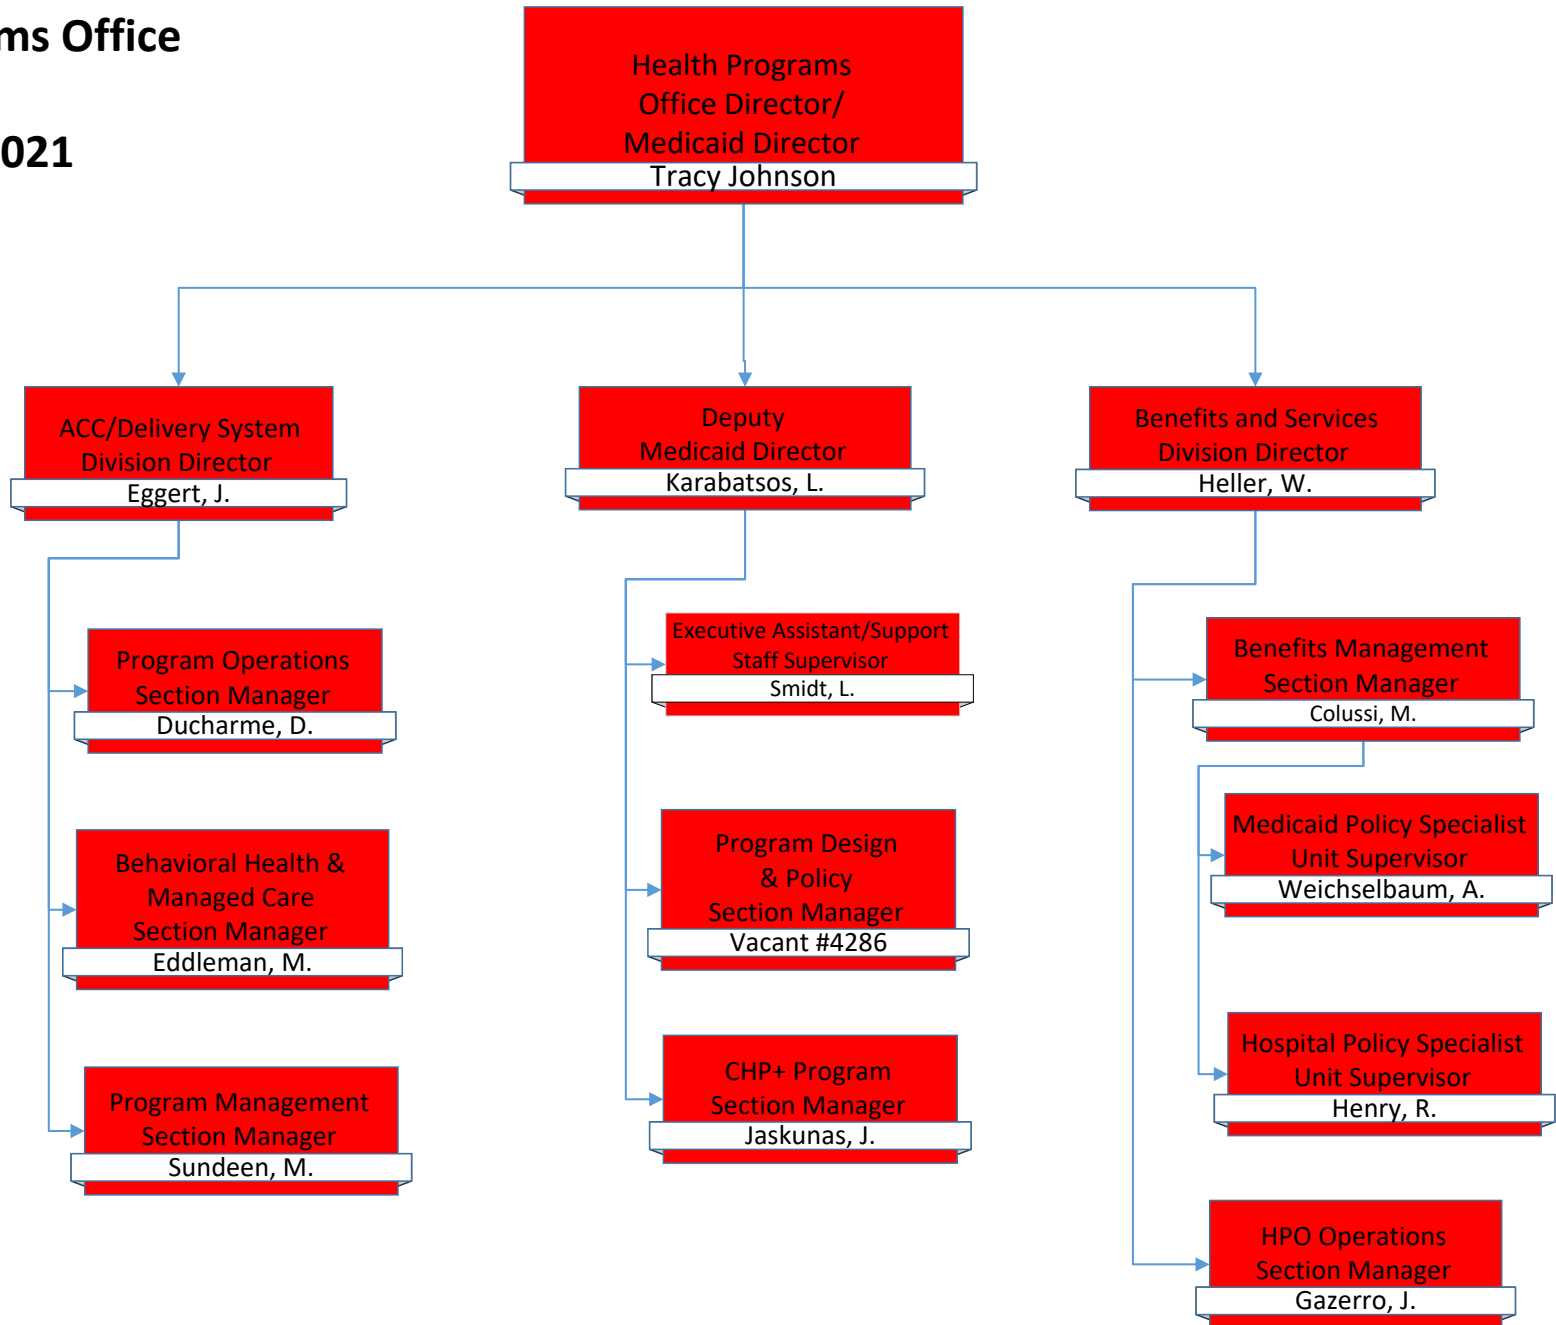 ms Office
021
Health Programs
Office Director/
Medicaid Director
Tracy Johnson
ACC/Delivery System
Division Director
Eggert, J.
Program Operations
Section Manager
Ducharme, D.
Behavioral Health &
Managed Care
Section Manager
Eddleman, M.
Program Management
Section Manager
Sundeen, M.
Deputy
Medicaid Director
Karabatsos, L.
Executive Assistant/Support
Staff Supervisor
Smidt, L.
Program Design
& Policy
Section Manager
Vacant #4286
CHP+ Program
Section Manager
Jaskunas, J.
Benefits and Services
Division Director
Heller, W.
Benefits Management
Section Manager
Colussi, M.
Medicaid Policy Specialist
Unit Supervisor
Weichselbaum, A.
Hospital Policy Specialist
Unit Supervisor
Henry, R.
HPO Operations
Section Manager
Gazerro, J.